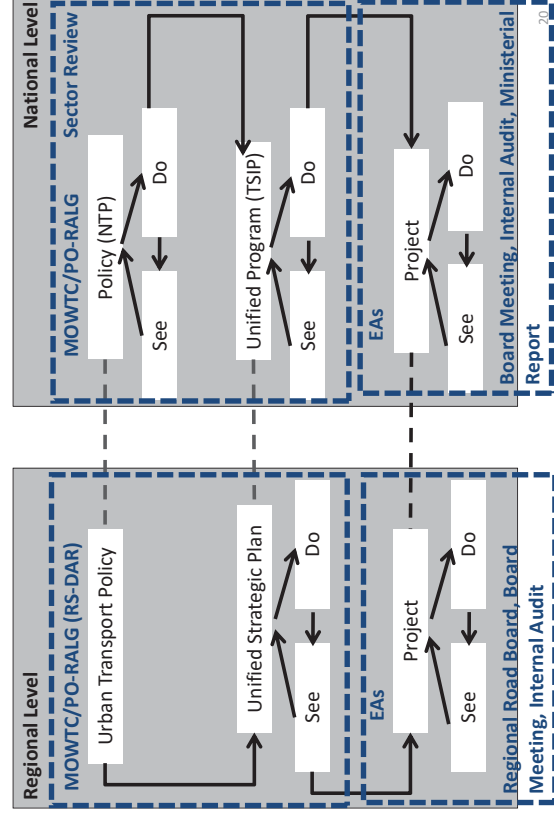 Regional Level
MOWTC/PO-RALG (RS-DAR)
Urban Transport Policy
Unified Strategic Plan
See
Do
EAs
Project
See
Do
Regional Road Board, Board
Meeting, Internal Audit
National Level
MOWTC/PO-RALG
Sector Review
Policy (NTP)
See
Do
Unified Program (TSIP)
See
Do
EAs
Project
See
Do
Board Meeting, Internal Audit, Ministerial
Report
20